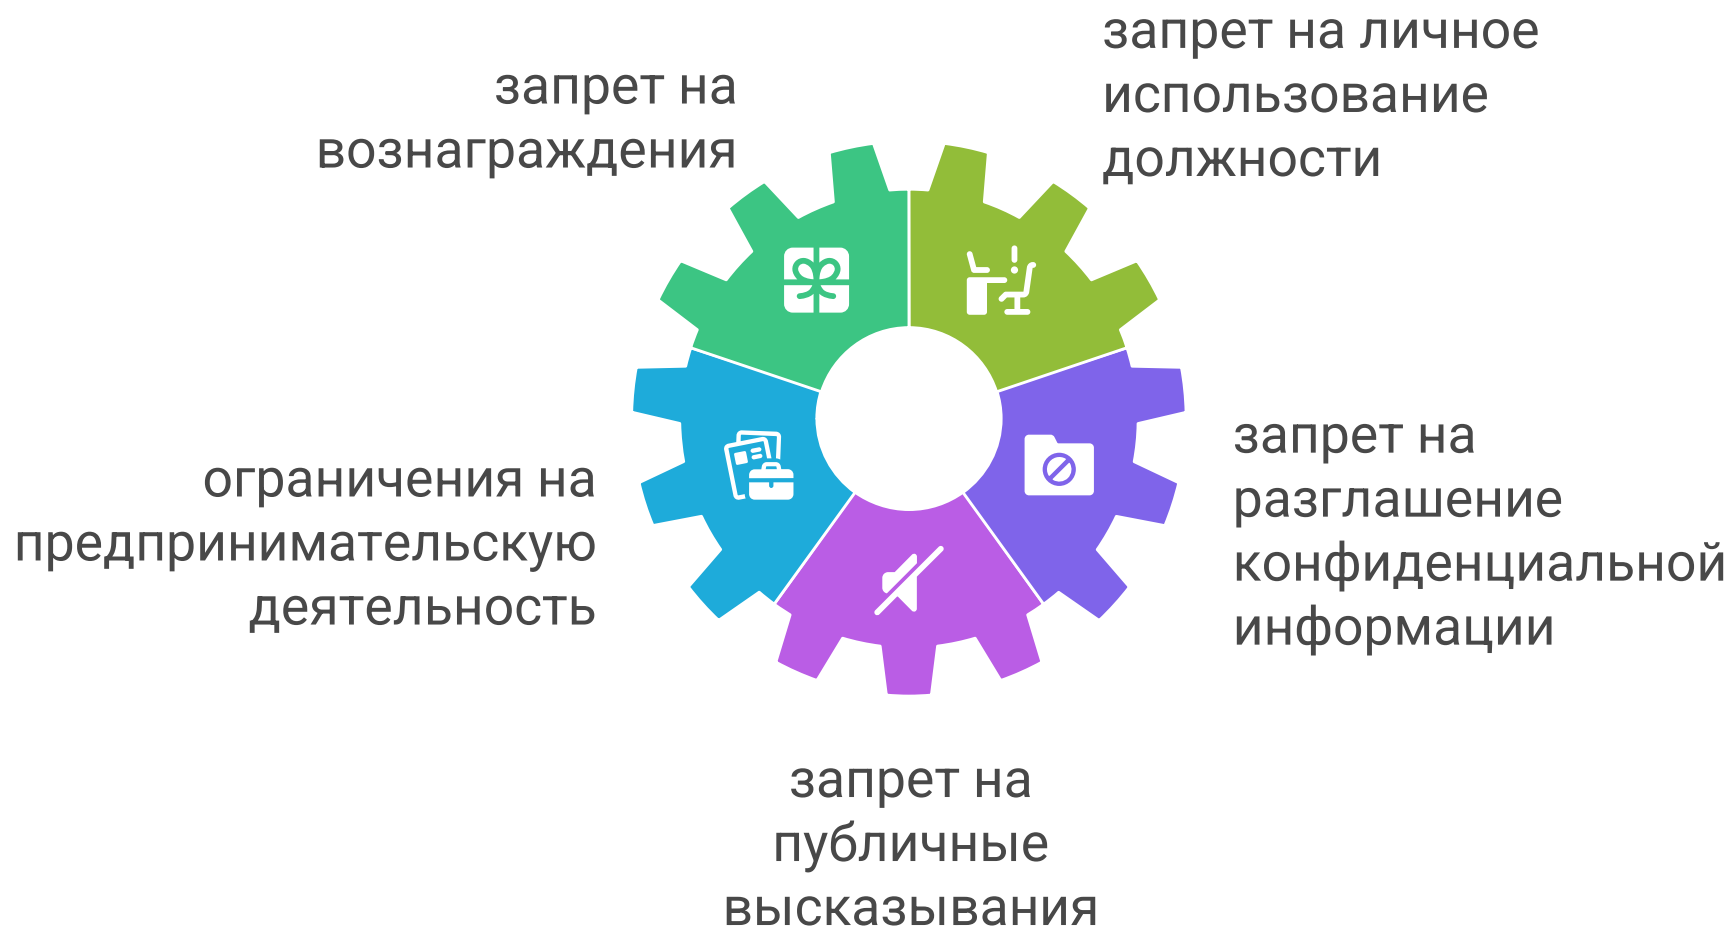 запрет на
вознаграждения
запрет на личное
использование
должности
запрет на
разглашение
конфиденциальной
информации
ограничения на
предпринимательскую
деятельность
запрет на
публичные
высказывания